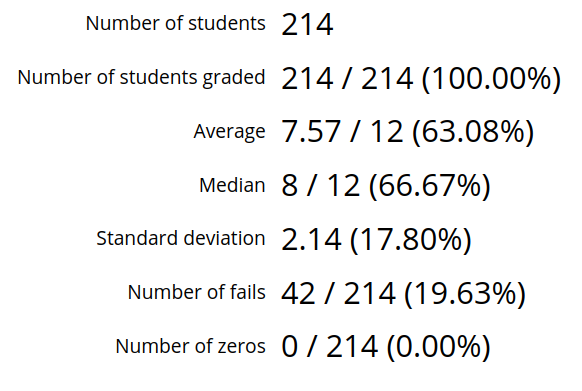 Number of students 214
Number of students graded 214 / 214 (100.00%)
Average 7.57 / 12 (63.08%)
Median 8 / 12 (66.67%)
Standard deviation 2.14 (17.80%)
Number of fails 42 / 214 (19.63%)
Number of zeros 0 / 214 (0.00%)